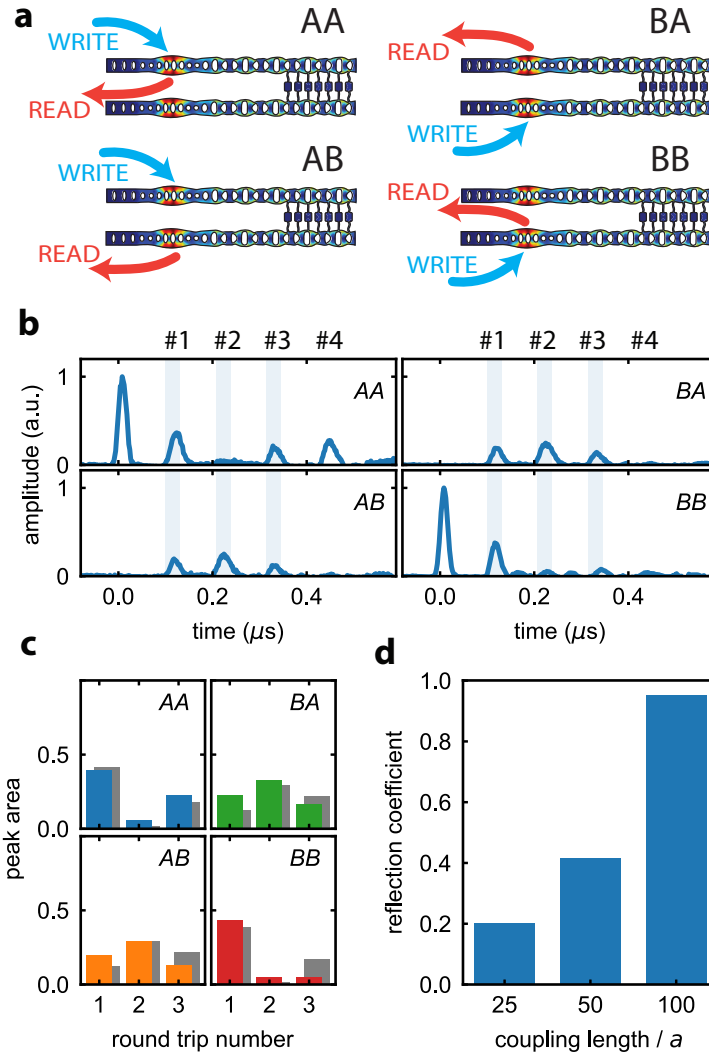 a
AA
BA
WRITE
READ
READ
WRITE
AB
BB
WRITE
READ
READ
WRITE
b
#1 #2 #3 #4 #1 #2 #3 #4
amplitude (a.u.)
1
0
AA
BA
1
0
AB
BB
0.0 0.2 0.4 0.0 0.2 0.4
time (μs) time (μs)
c
peak area
0.5
0.0
AA
BA
0.5
0.0
AB
BB
1 2 3 1 2 3
round trip number
d
reflection coefficient
1.0
0.8
0.6
0.4
0.2
0.0
25 50 100
coupling length / a